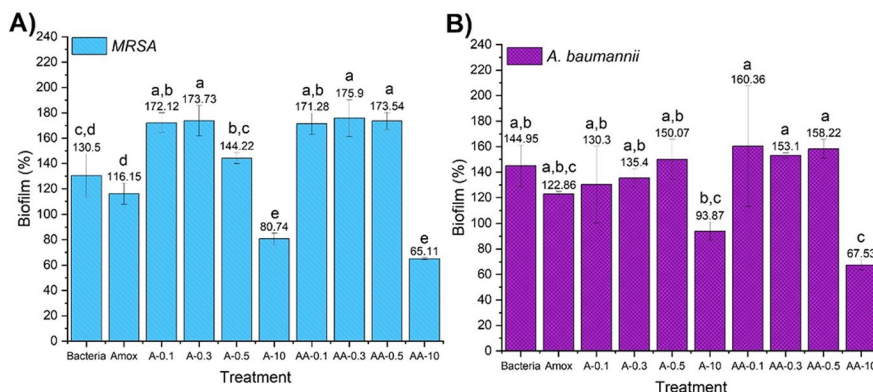 A)
MRSA
240
220
200
180
160
140
120
100
80
60
40
20
0
Biofilm (%)
c,d
130.5
d
116.15
a,b
172.12
a
173.73
b,c
144.22
e
80.74
a,b
171.28
a
175.9
a
173.54
e
65.11
Bacteria Amox A-0.1 A-0.3 A-0.5 A-10 AA-0.1 AA-0.3 AA-0.5 AA-10
Treatment
B)
A. baumannii
240
220
200
180
160
140
120
100
80
60
40
20
0
Biofilm (%)
a,b
144.95
a,b,c
122.86
a,b
130.3
a,b
135.4
a,b
150.07
b,c
93.87
a
160.36
a
153.1
a
158.22
c
67.53
Bacteria Amox A-0.1 A-0.3 A-0.5 A-10 AA-0.1 AA-0.3 AA-0.5 AA-10
Treatment